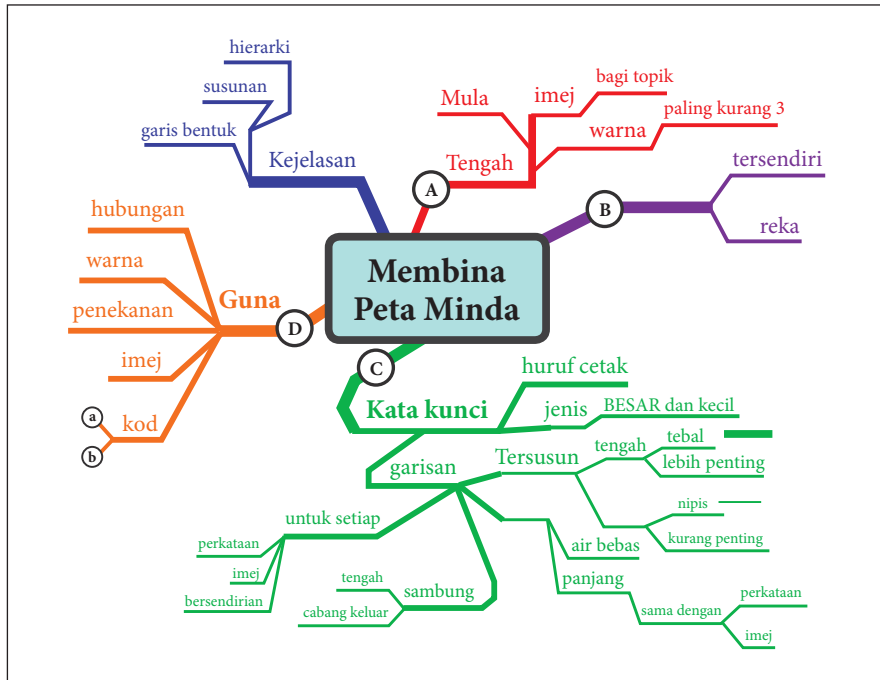 hierarki
susunan
garis bentuk
Kejelasan
A
Mula
Tengah
imej
bagi topik
warna
paling kurang 3
B
tersendiri
reka
Membina
Peta Minda
hubungan
warna
penekanan
imej
kod
a
b
Guna
D
C
Kata kunci
huruf cetak
jenis
BESAR dan kecil
garisan
Tersusun
tengah
tebal
lebih penting
nipis
kurang penting
air bebas
panjang
sama dengan
perkataan
imej
untuk setiap
perkataan
imej
bersendirian
sambung
tengah
cabang keluar